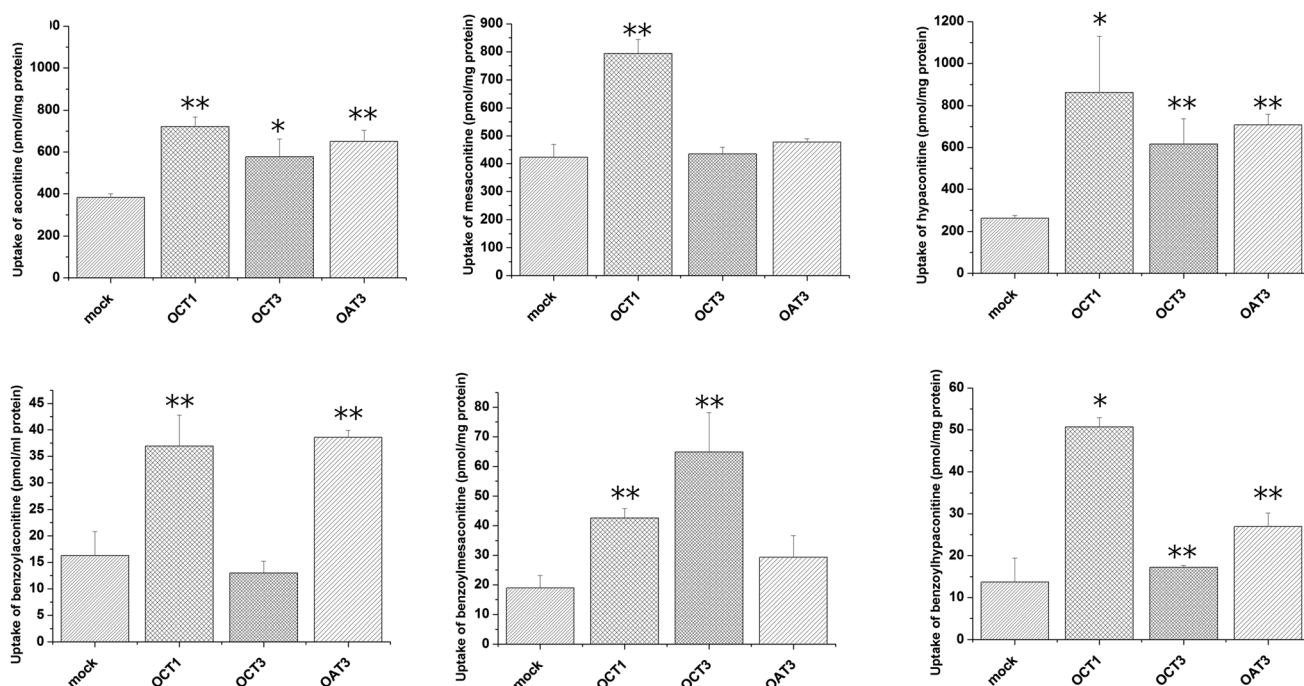 Uptake of aconitine (pmol/mg protein)
00
1000
800
600
400
200
0
**
*
**
mock
OCT1
OCT3
OAT3
Uptake of mesaconitine (pmol/mg protein)
900
800
700
600
500
400
300
200
100
0
**
mock
OCT1
OCT3
OAT3
Uptake of hypaconitine (pmol/mg protein)
1200
1000
800
600
400
200
0
*
**
**
mock
OCT1
OCT3
OAT3
Uptake of benzoylaconitine (pmol/ml protein)
45
40
35
30
25
20
15
10
5
0
**
**
mock
OCT1
OCT3
OAT3
Uptake of benzoylmesaconitine (pmol/mg protein)
80
70
60
50
40
30
20
10
0
**
**
mock
OCT1
OCT3
OAT3
Uptake of benzoylhypaconitine (pmol/mg protein)
60
50
40
30
20
10
0
*
**
**
mock
OCT1
OCT3
OAT3